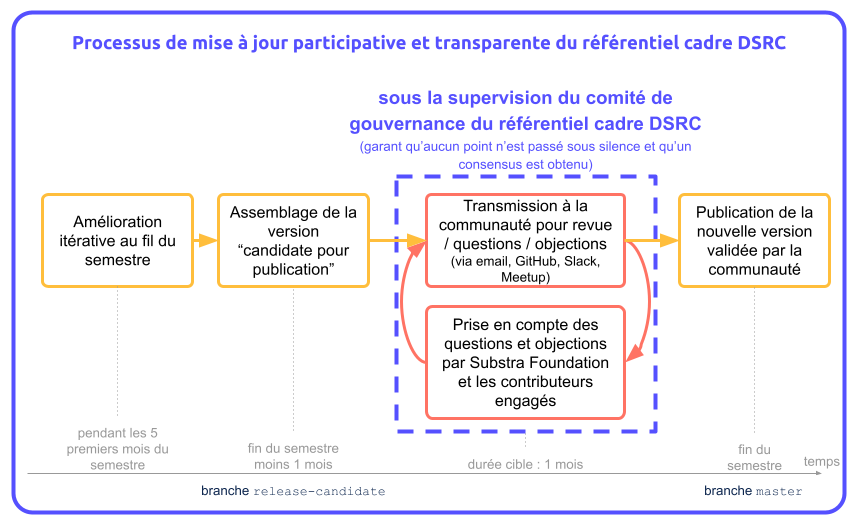 Processus de mise à jour participative et transparente du référentiel cadre DSRC
sous la supervision du comité de
gouvernance du référentiel cadre DSRC
(garant qu'aucun point n'est passé sous silence et qu'un
consensus est obtenu)
Amélioration
itérative au fil du
semestre
Assemblage de la
version
“candidate pour
publication”
Transmission à la
communauté pour revue
/ questions / objections
(via email, GitHub, Slack,
Meetup)
Publication de la
nouvelle version
validée par la
communauté
Prise en compte des
questions et objections
par Substra Foundation
et les contributeurs
engagés
pendant les 5
premiers mois du
semestre
fin du semestre
moins 1 mois
durée cible : 1 mois
fin du
semestre
temps
branche release-candidate
branche master